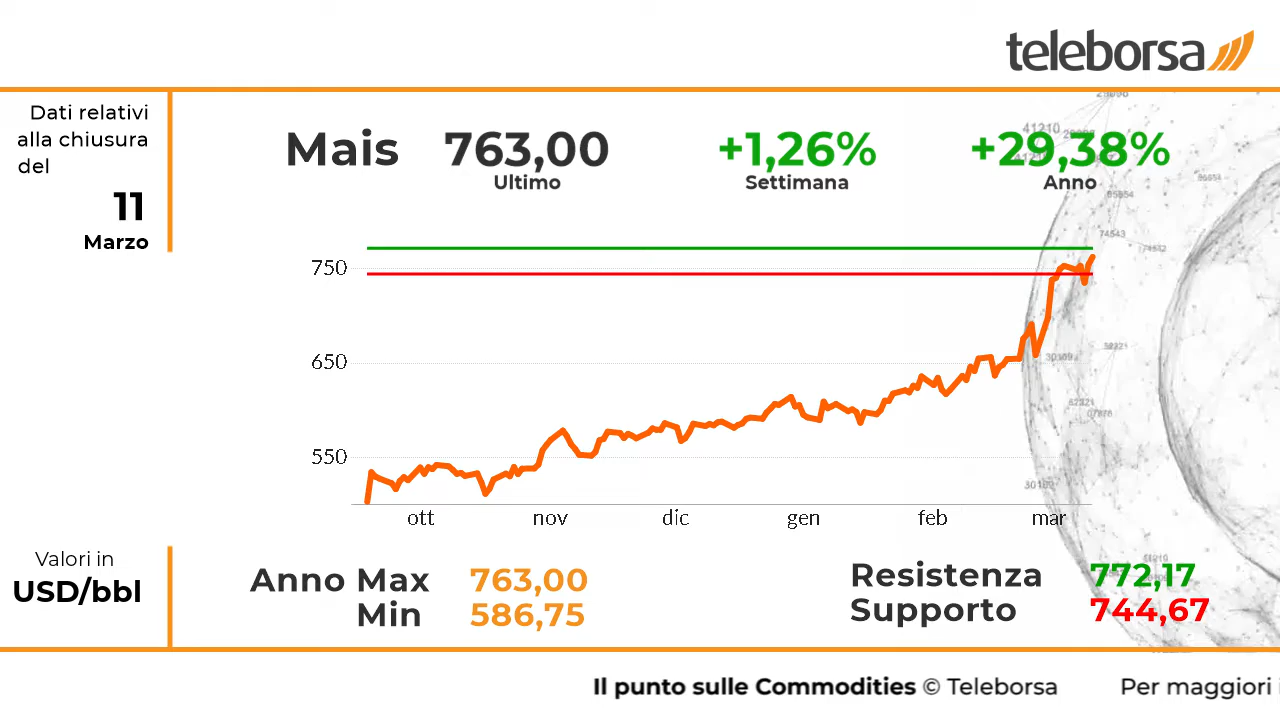 teleborsa
Dati relativi
alla chiusura
del
11
Marzo
Mais 763,00 +1,26% +29,38%
Ultimo Settimana Anno
750
650
550
ott nov dic gen feb mar
Valori in
USD/bbl
Anno Max 763,00
Min 586,75
Resistenza 772,17
Supporto 744,67
Il punto sulle Commodities © Teleborsa Per maggiori